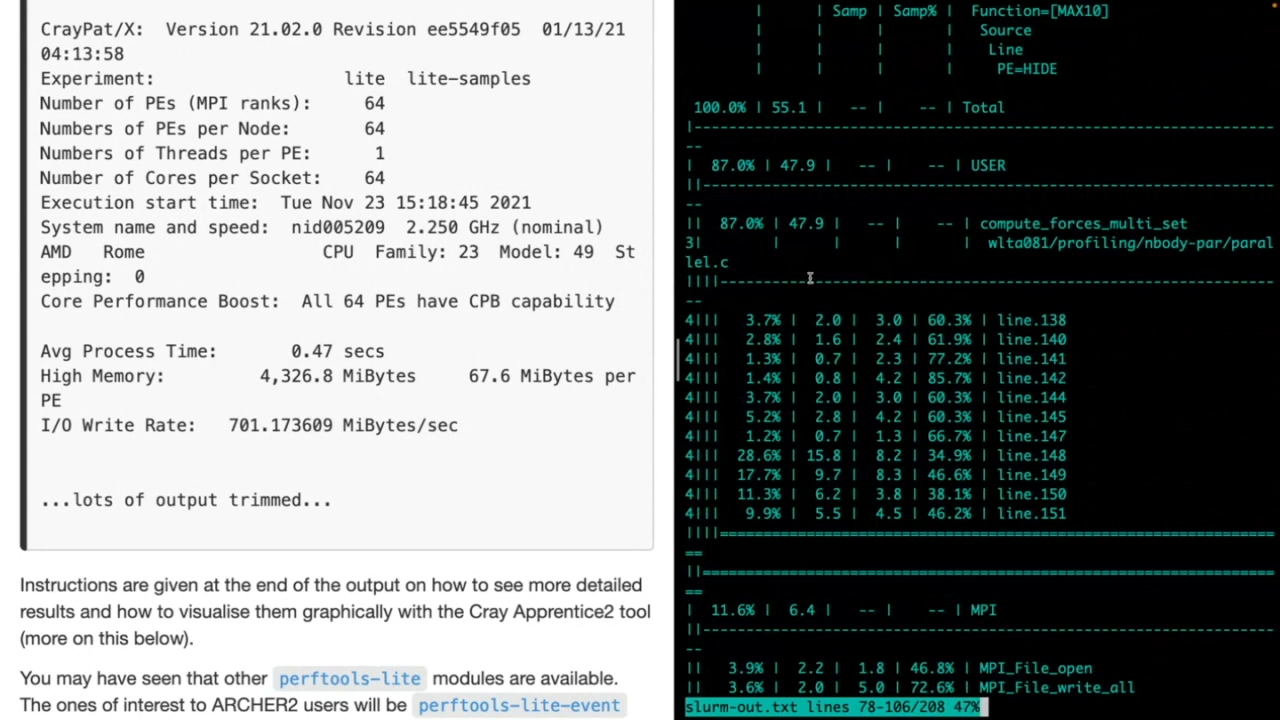 CrayPat/X:  Version 21.02.0 Revision ee5549f05  01/13/21
04:13:58
Experiment:                  lite  lite-samples
Number of PEs (MPI ranks):     64
Numbers of PEs per Node:       64
Numbers of Threads per PE:      1
Number of Cores per Socket:    64
Execution start time:  Tue Nov 23 15:18:45 2021
System name and speed:  nid005209  2.250 GHz (nominal)
AMD   Rome                 CPU  Family: 23  Model: 49  St
epping:  0
Core Performance Boost:  All 64 PEs have CPB capability
Avg Process Time:       0.47 secs
High Memory:         4,326.8 MiBytes     67.6 MiBytes per
PE
I/O Write Rate:   701.173609 MiBytes/sec
...lots of output trimmed...
Instructions are given at the end of the output on how to see more detailed
results and how to visualise them graphically with the Cray Apprentice2 tool
(more on this below).
You may have seen that other perftools-lite modules are available.
The ones of interest to ARCHER2 users will be perftools-lite-event
|      | Samp | Samp% |  Function=[MAX10]
|      |      |       |   Source
|      |      |       |    Line
|      |      |       |     PE=HIDE
100.0% | 55.1 |   -- |    -- | Total
|-------------------------------------------------------------
--
|  87.0% | 47.9 |   -- |    -- | USER
||------------------------------------------------------------
--
||  87.0% | 47.9 |   -- |    -- | compute_forces_multi_set
3|        |      |      |       |  wlta081/profiling/nbody-par/paral
lel.c
||||----------------------------------------------------------
--
4|||   3.7% |  2.0 |  3.0 | 60.3% | line.138
4|||   2.8% |  1.6 |  2.4 | 61.9% | line.140
4|||   1.3% |  0.7 |  2.3 | 77.2% | line.141
4|||   1.4% |  0.8 |  4.2 | 85.7% | line.142
4|||   3.7% |  2.0 |  3.0 | 60.3% | line.144
4|||   5.2% |  2.8 |  4.2 | 60.3% | line.145
4|||   1.2% |  0.7 |  1.3 | 66.7% | line.147
4|||  28.6% | 15.8 |  8.2 | 34.9% | line.148
4|||  17.7% |  9.7 |  8.3 | 46.6% | line.149
4|||  11.3% |  6.2 |  3.8 | 38.1% | line.150
4|||   9.9% |  5.5 |  4.5 | 46.2% | line.151
||||==========================================================
==
||============================================================
==
|  11.6% |  6.4 |   -- |    -- | MPI
||------------------------------------------------------------
--
||   3.9% |  2.2 |  1.8 | 46.8% | MPI_File_open
||   3.6% |  2.0 |  5.0 | 72.6% | MPI_File_write_all
slurm-out.txt lines 78-106/208 47%